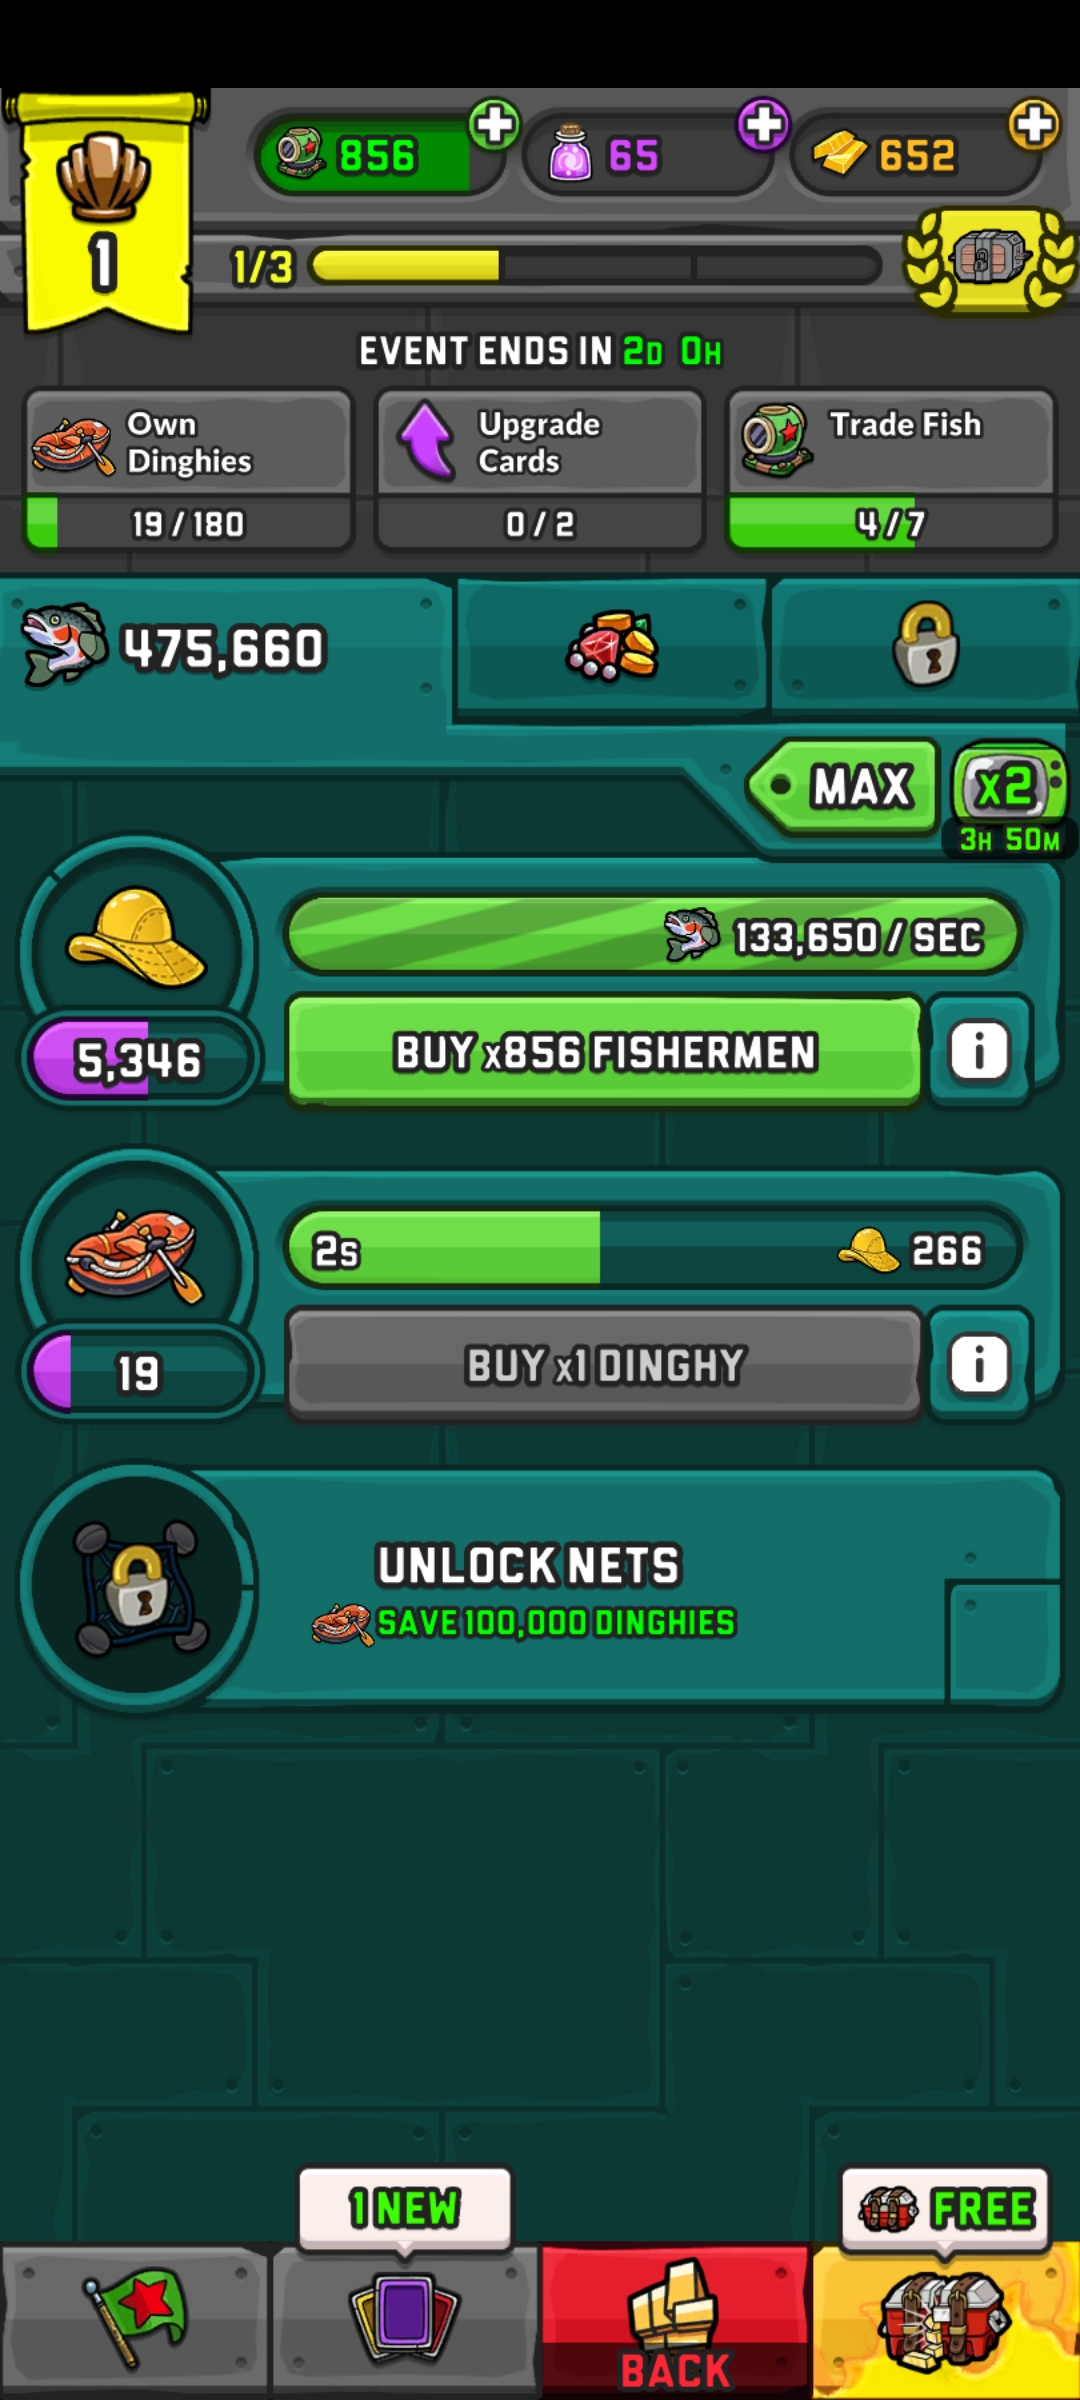 856
65
652
1
1/3
EVENT ENDS IN 2D 0H
Own Dinghies
19 / 180
Upgrade Cards
0 / 2
Trade Fish
4 / 7
475,660
MAX
x2
3H 50M
133,650 / SEC
5,346
BUY x856 FISHERMEN
i
2s
266
19
BUY x1 DINGHY
i
UNLOCK NETS
SAVE 100,000 DINGHIES
1 NEW
FREE
BACK